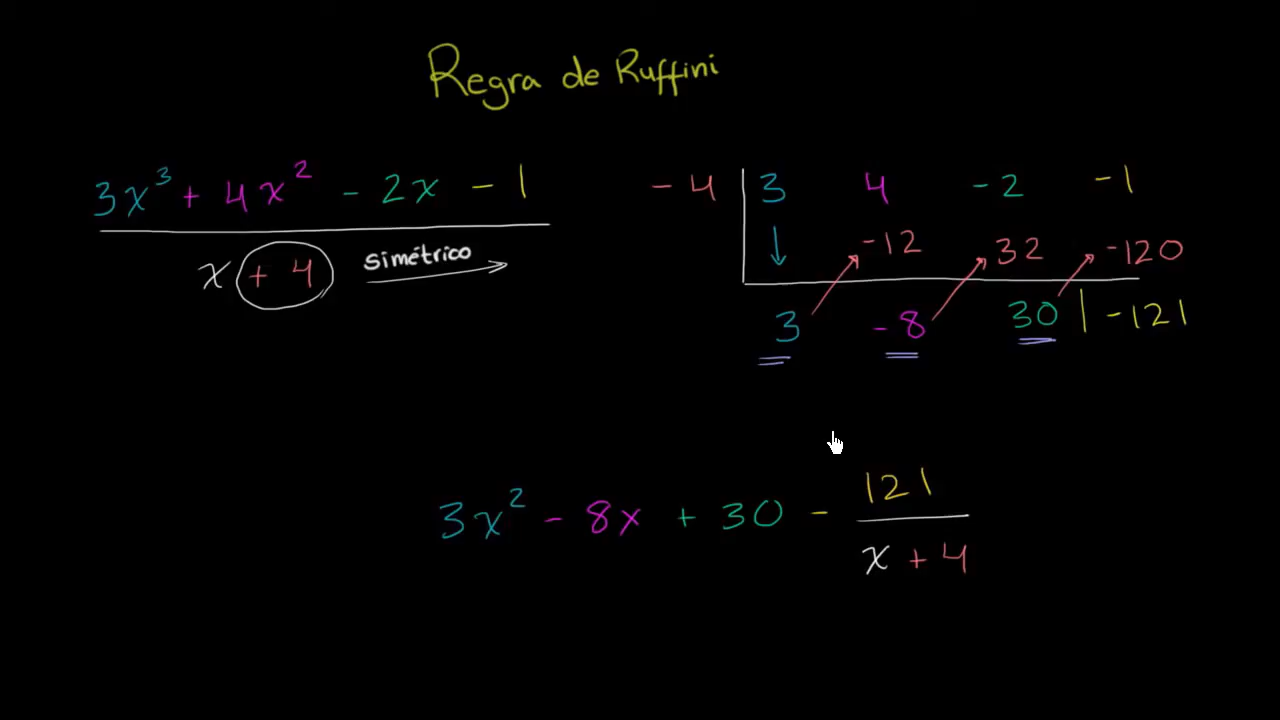 Regra de Ruffini
3x³ + 4x² - 2x - 1
x + 4 simétrico
-4 3 4 -2 -1
-12 32 -120
3 -8 30 | -121
3x² - 8x + 30 - 121
x + 4